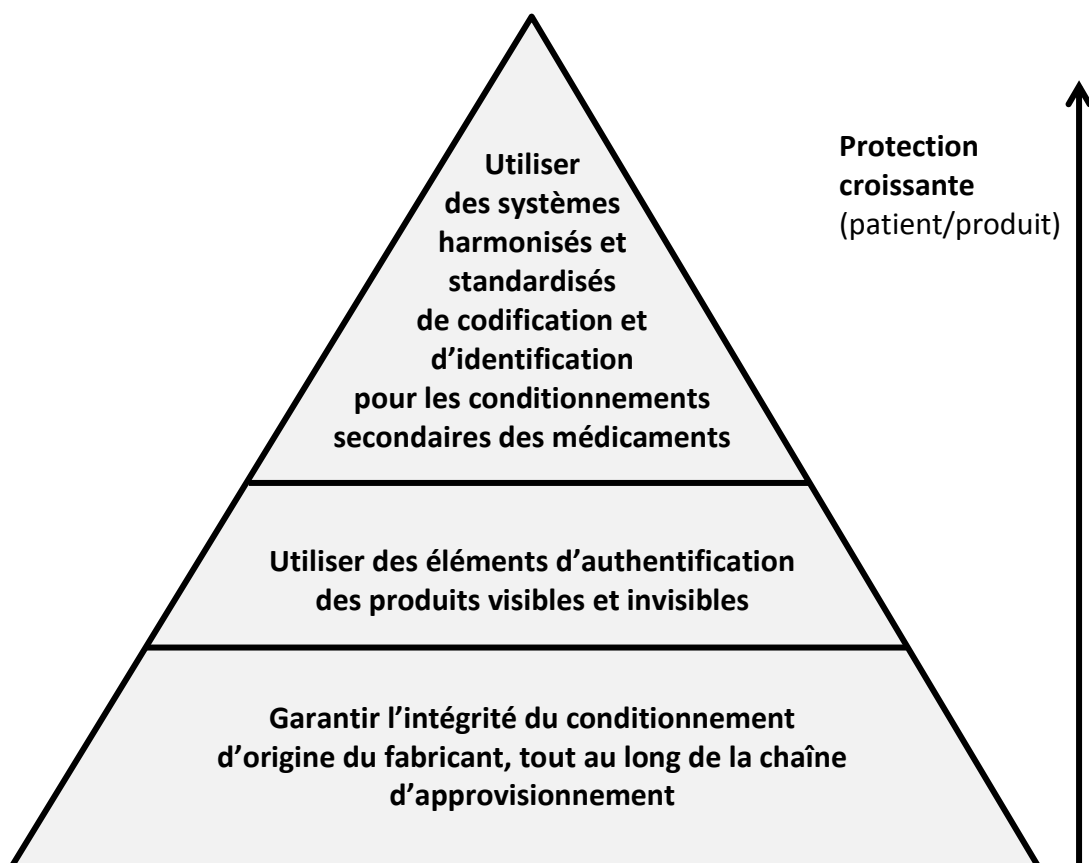 Utiliser
des systèmes
harmonisés et
standardisés
de codification et
d’identification
pour les conditionnements
secondaires des médicaments
Protection
croissante
(patient/produit)
Utiliser des éléments d’authentification
des produits visibles et invisibles
Garantir l’intégrité du conditionnement
d’origine du fabricant, tout au long de la chaîne
d’approvisionnement